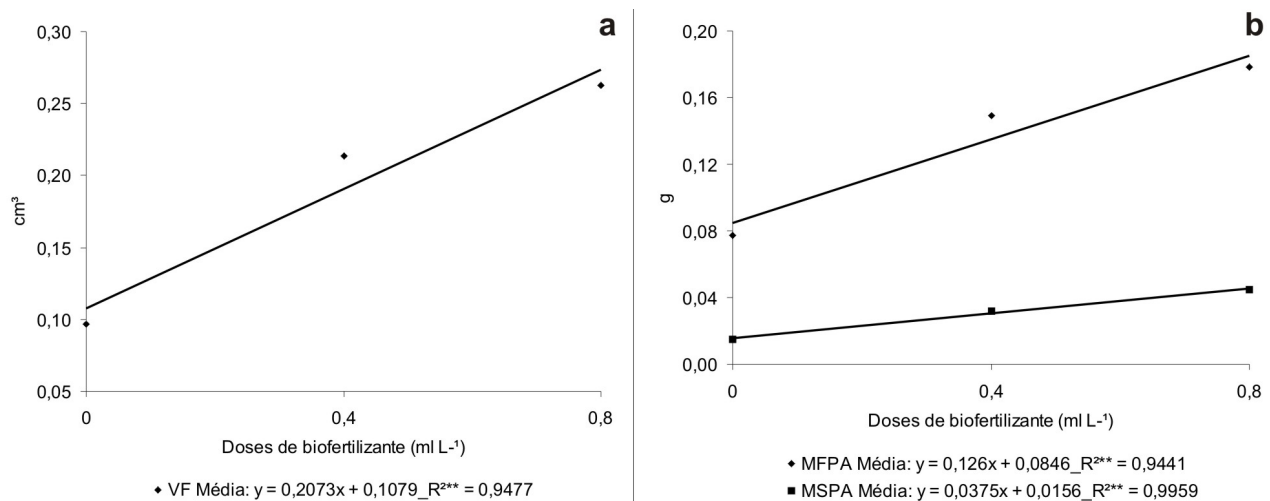 a
0,30
0,25
0,20
0,15
0,10
0,05
cm³
0
0,4
0,8
Doses de biofertilizante (ml L-¹)
VF Média: y = 0,2073x + 0,1079_R²** = 0,9477
b
0,20
0,16
0,12
0,08
0,04
0,00
g
0
0,4
0,8
Doses de biofertilizante (ml L-¹)
MFPA Média: y = 0,126x + 0,0846_R²** = 0,9441
MSPA Média: y = 0,0375x + 0,0156_R²** = 0,9959